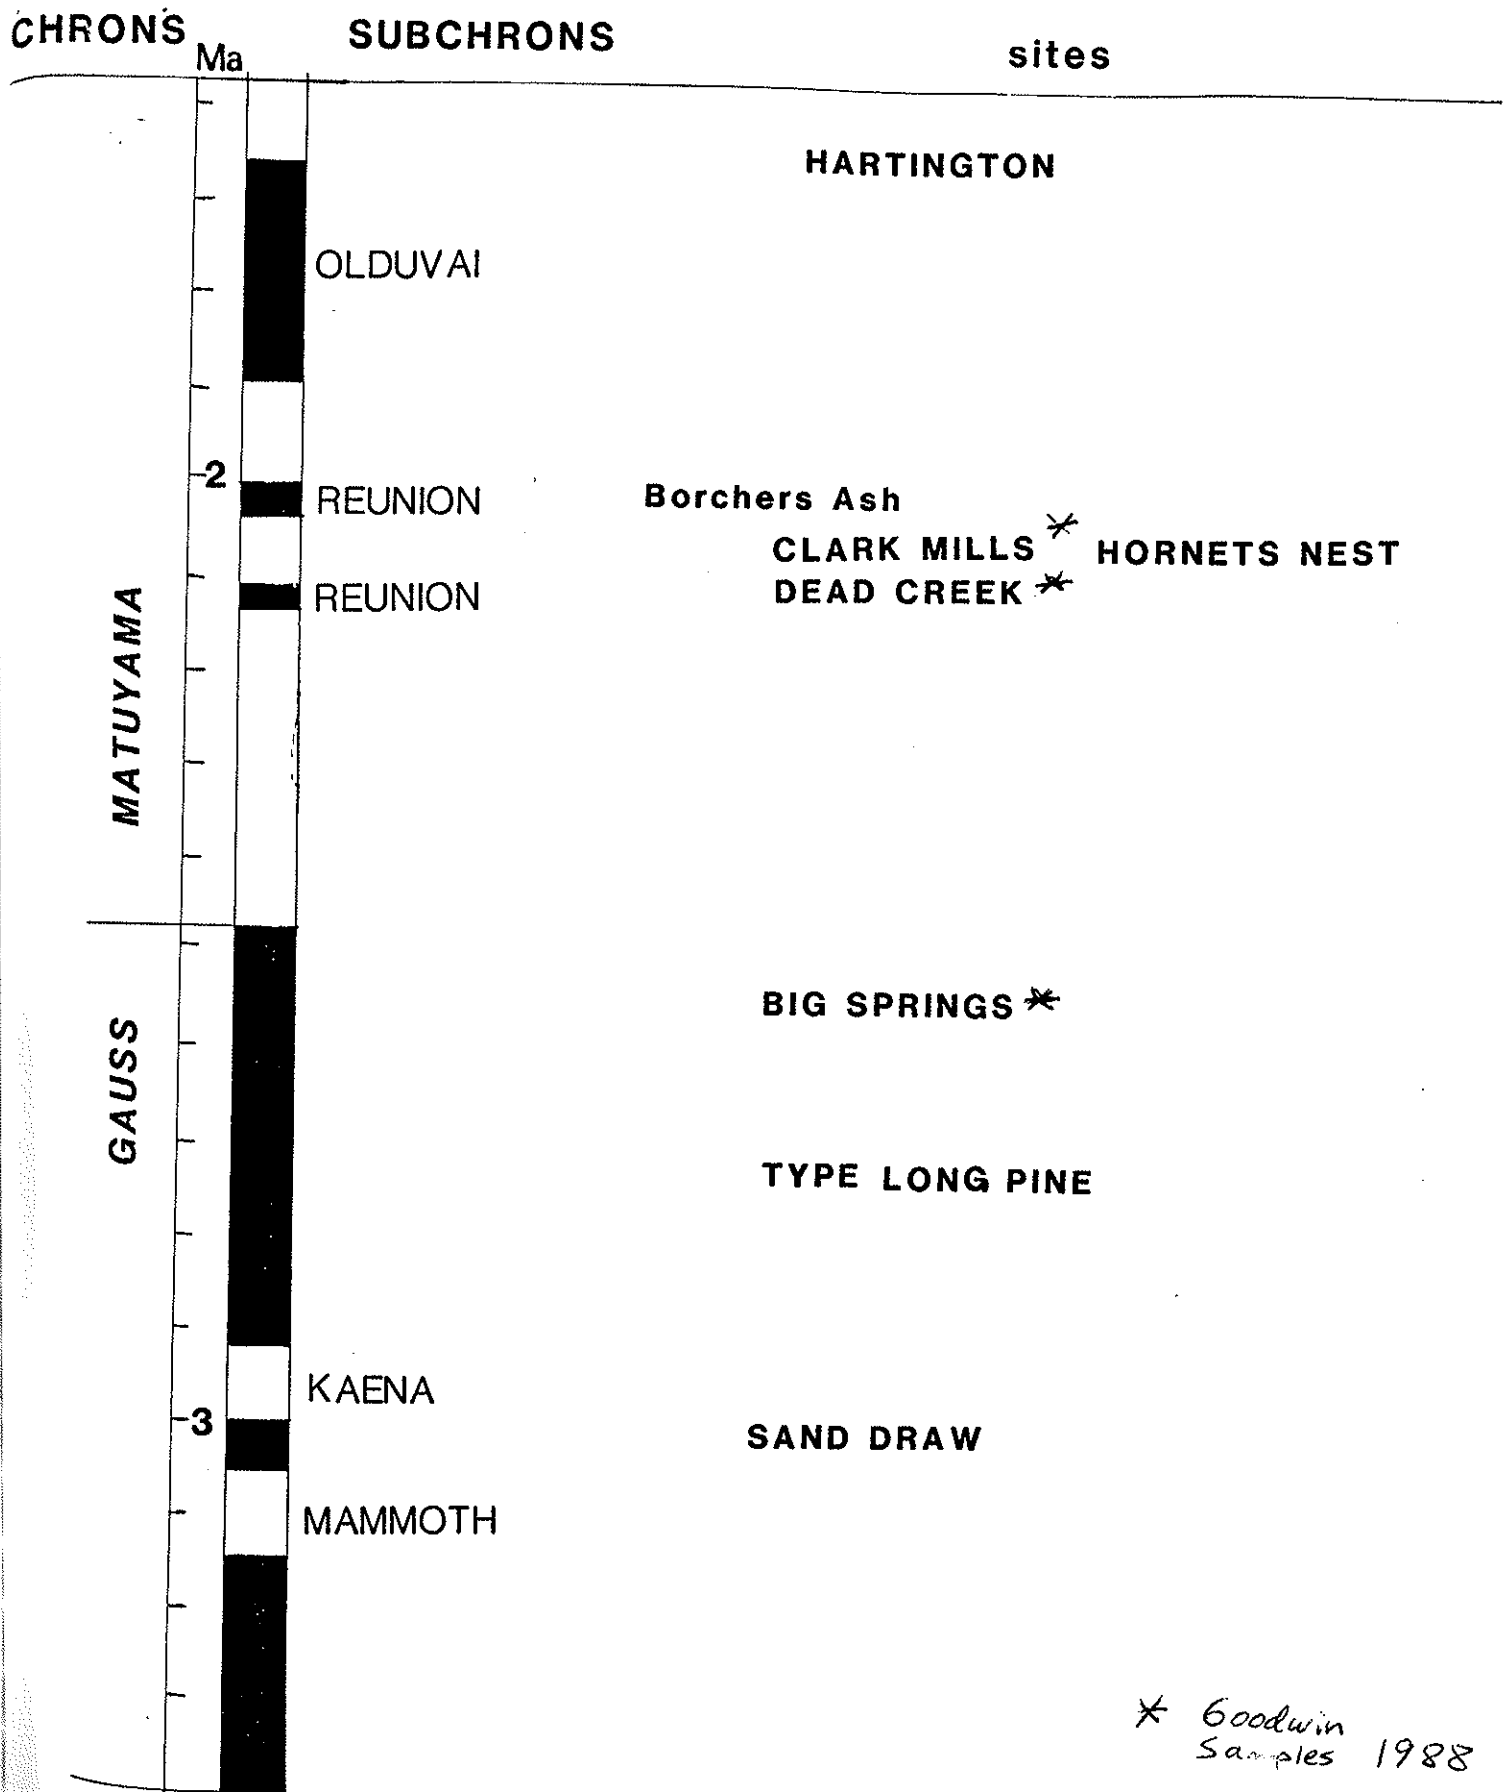 CHRONS Ma SUBCHRONS sites
HARTINGTON
OLDUVAI
2
REUNION Borchers Ash
CLARK MILLS * HORNETS NEST
REUNION DEAD CREEK *
MATUYAMA
BIG SPRINGS *
GAUSS
TYPE LONG PINE
KAENA
3
SAND DRAW
MAMMOTH
* Goodwin
Samples 1988